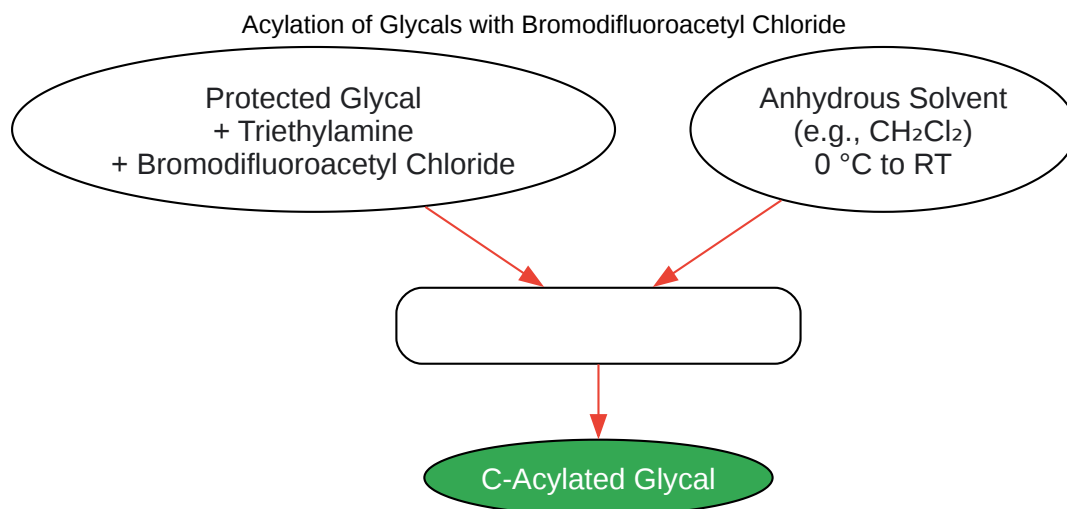 Acylation of Glycals with Bromodifluoroacetyl Chloride
Protected Glycal
+ Triethylamine
+ Bromodifluoroacetyl Chloride
Anhydrous Solvent
(e.g., CH₂Cl₂)
0 °C to RT
C-Acylated Glycal